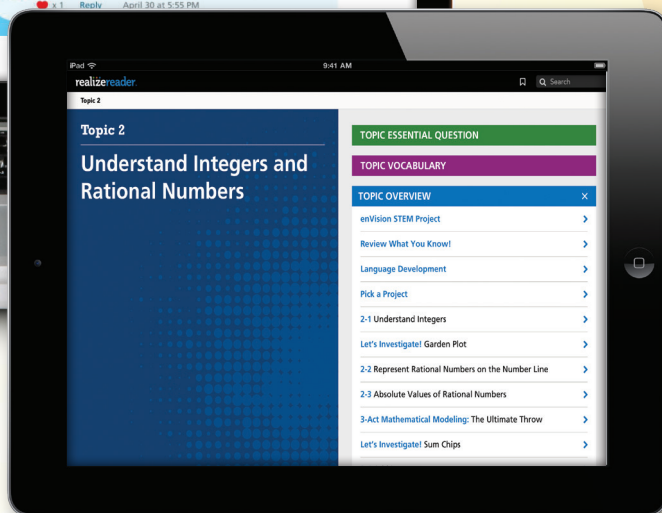 x 1 Reply April 30 at 5:55 PM
iPad 9:41 AM
realizereader.
Search
Topic 2
Topic 2
Understand Integers and
Rational Numbers
TOPIC ESSENTIAL QUESTION
TOPIC VOCABULARY
TOPIC OVERVIEW ×
enVision STEM Project
Review What You Know!
Language Development
Pick a Project
2-1 Understand Integers
Let's Investigate! Garden Plot
2-2 Represent Rational Numbers on the Number Line
2-3 Absolute Values of Rational Numbers
3-Act Mathematical Modeling: The Ultimate Throw
Let's Investigate! Sum Chips